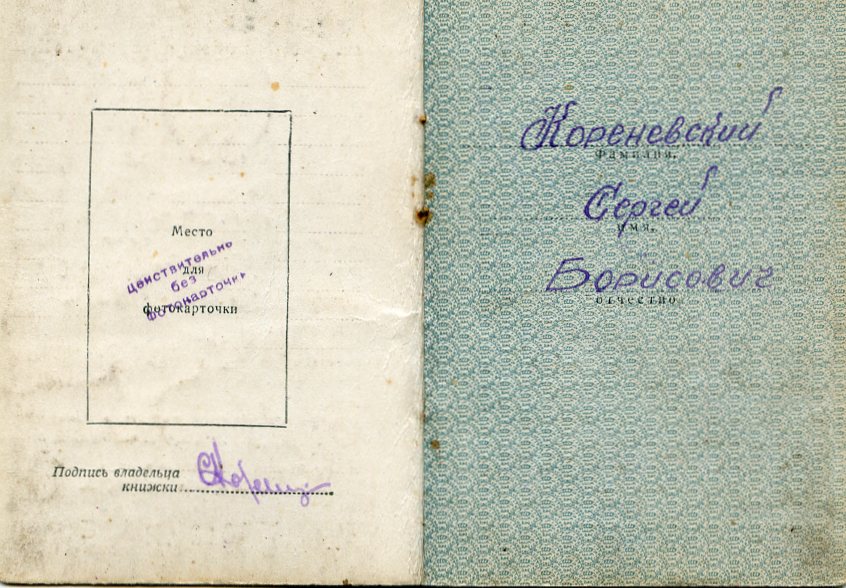 Место
для
фотокарточки
Действительно
без
фотокарточки
Подпись владельца
книжки
Кореневский
Фамилия,
Сергей
имя,
Борисович
отчество